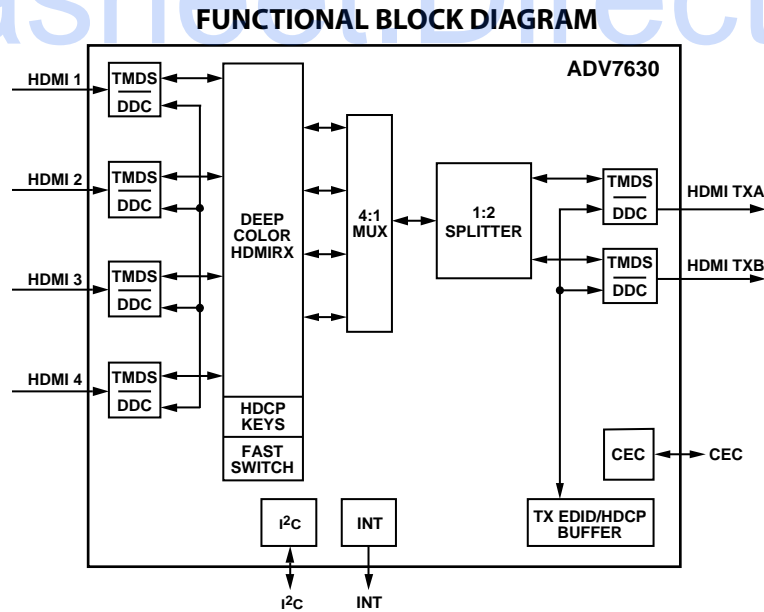 asheetDirect
FUNCTIONAL BLOCK DIAGRAM
ADV7630
HDMI 1
TMDS
DDC
HDMI 2
TMDS
DDC
HDMI 3
TMDS
DDC
HDMI 4
TMDS
DDC
DEEP
COLOR
HDMIRX
HDCP
KEYS
FAST
SWITCH
4:1
MUX
1:2
SPLITTER
TMDS
DDC
HDMI TXA
TMDS
DDC
HDMI TXB
CEC
CEC
TX EDID/HDCP
BUFFER
I²C
INT
I²C
INT